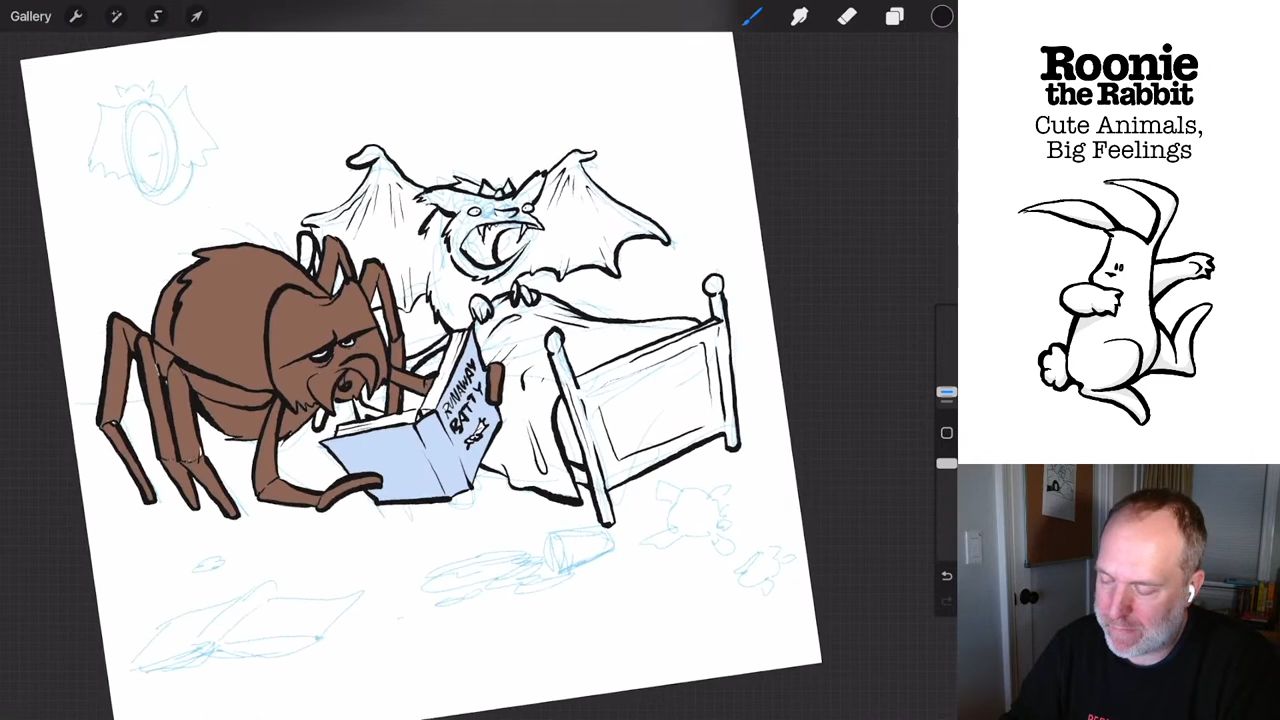 Gallery
RUNAWAY
BATTY
Roonie
the Rabbit
Cute Animals,
Big Feelings